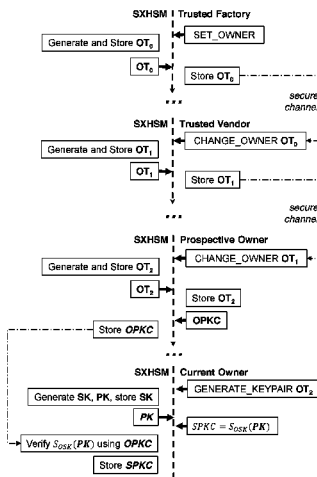 SXHSM Trusted Factory
SET_OWNER
Generate and Store OT0
OT0
Store OT0
secure
channel
...
SXHSM Trusted Vendor
CHANGE_OWNER OT0
Generate and Store OT1
OT1
Store OT1
secure
channel
...
SXHSM Prospective Owner
CHANGE_OWNER OT1
Generate and Store OT2
OT2
Store OT2
OPKC
Store OPKC
...
SXHSM Current Owner
GENERATE_KEYPAIR OT2
Generate SK, PK, store SK
PK
SPKC = SOSK(PK)
Verify SOSK(PK) using OPKC
Store SPKC